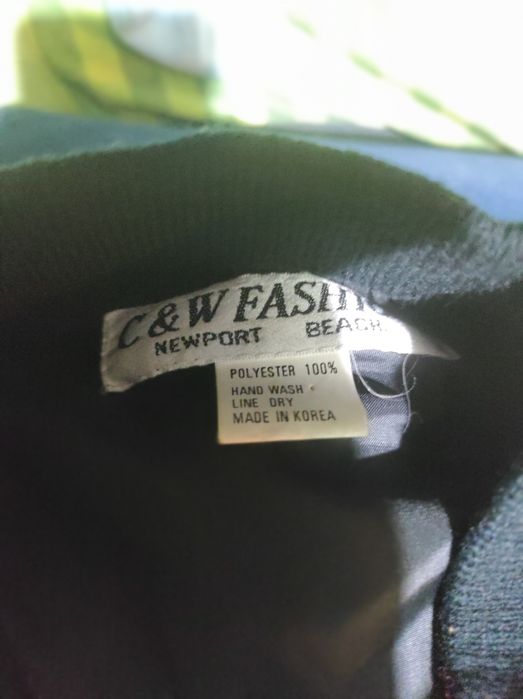 C & W FASHI
NEWPORT BEACH
POLYESTER 100%
HAND WASH
LINE DRY
MADE IN KOREA